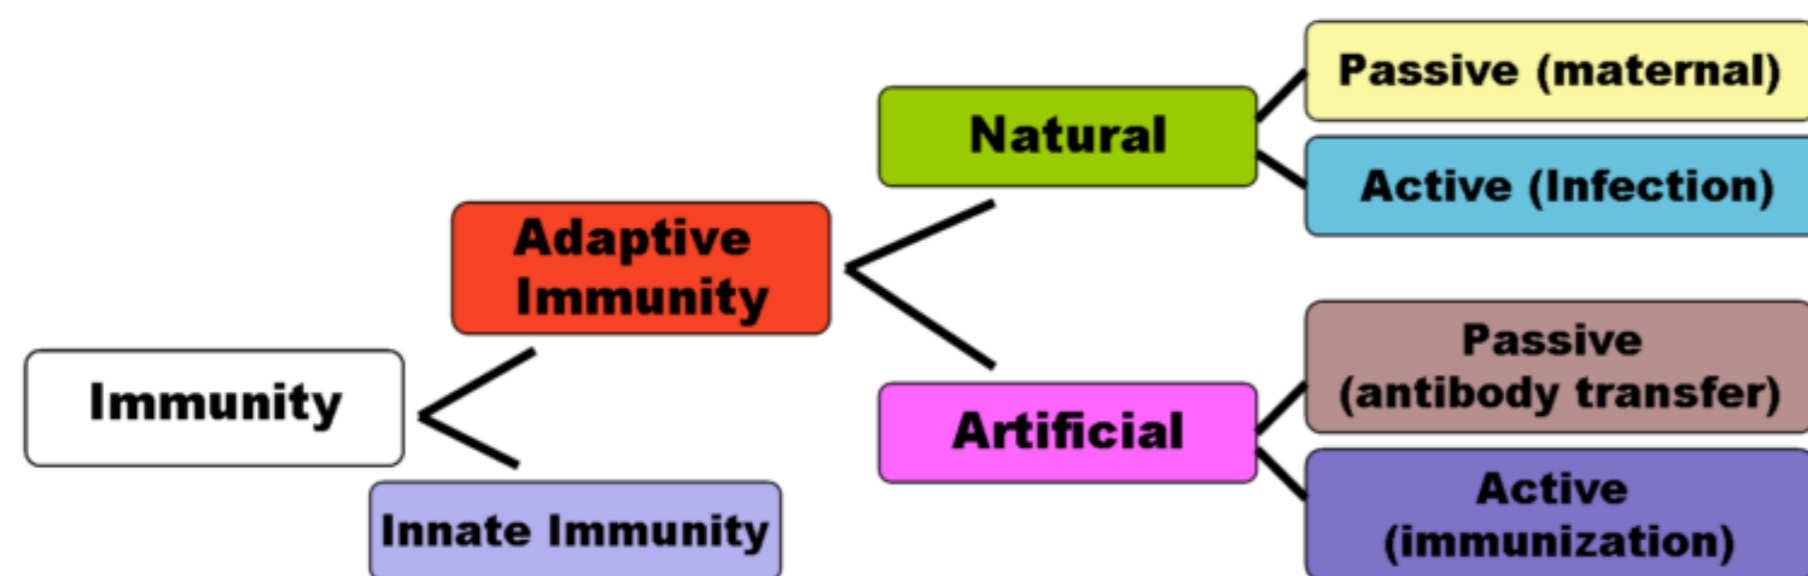 Passive (maternal)
Natural
Active (Infection)
Adaptive
Immunity
Passive
(antibody transfer)
Immunity
Artificial
Active
(immunization)
Innate Immunity